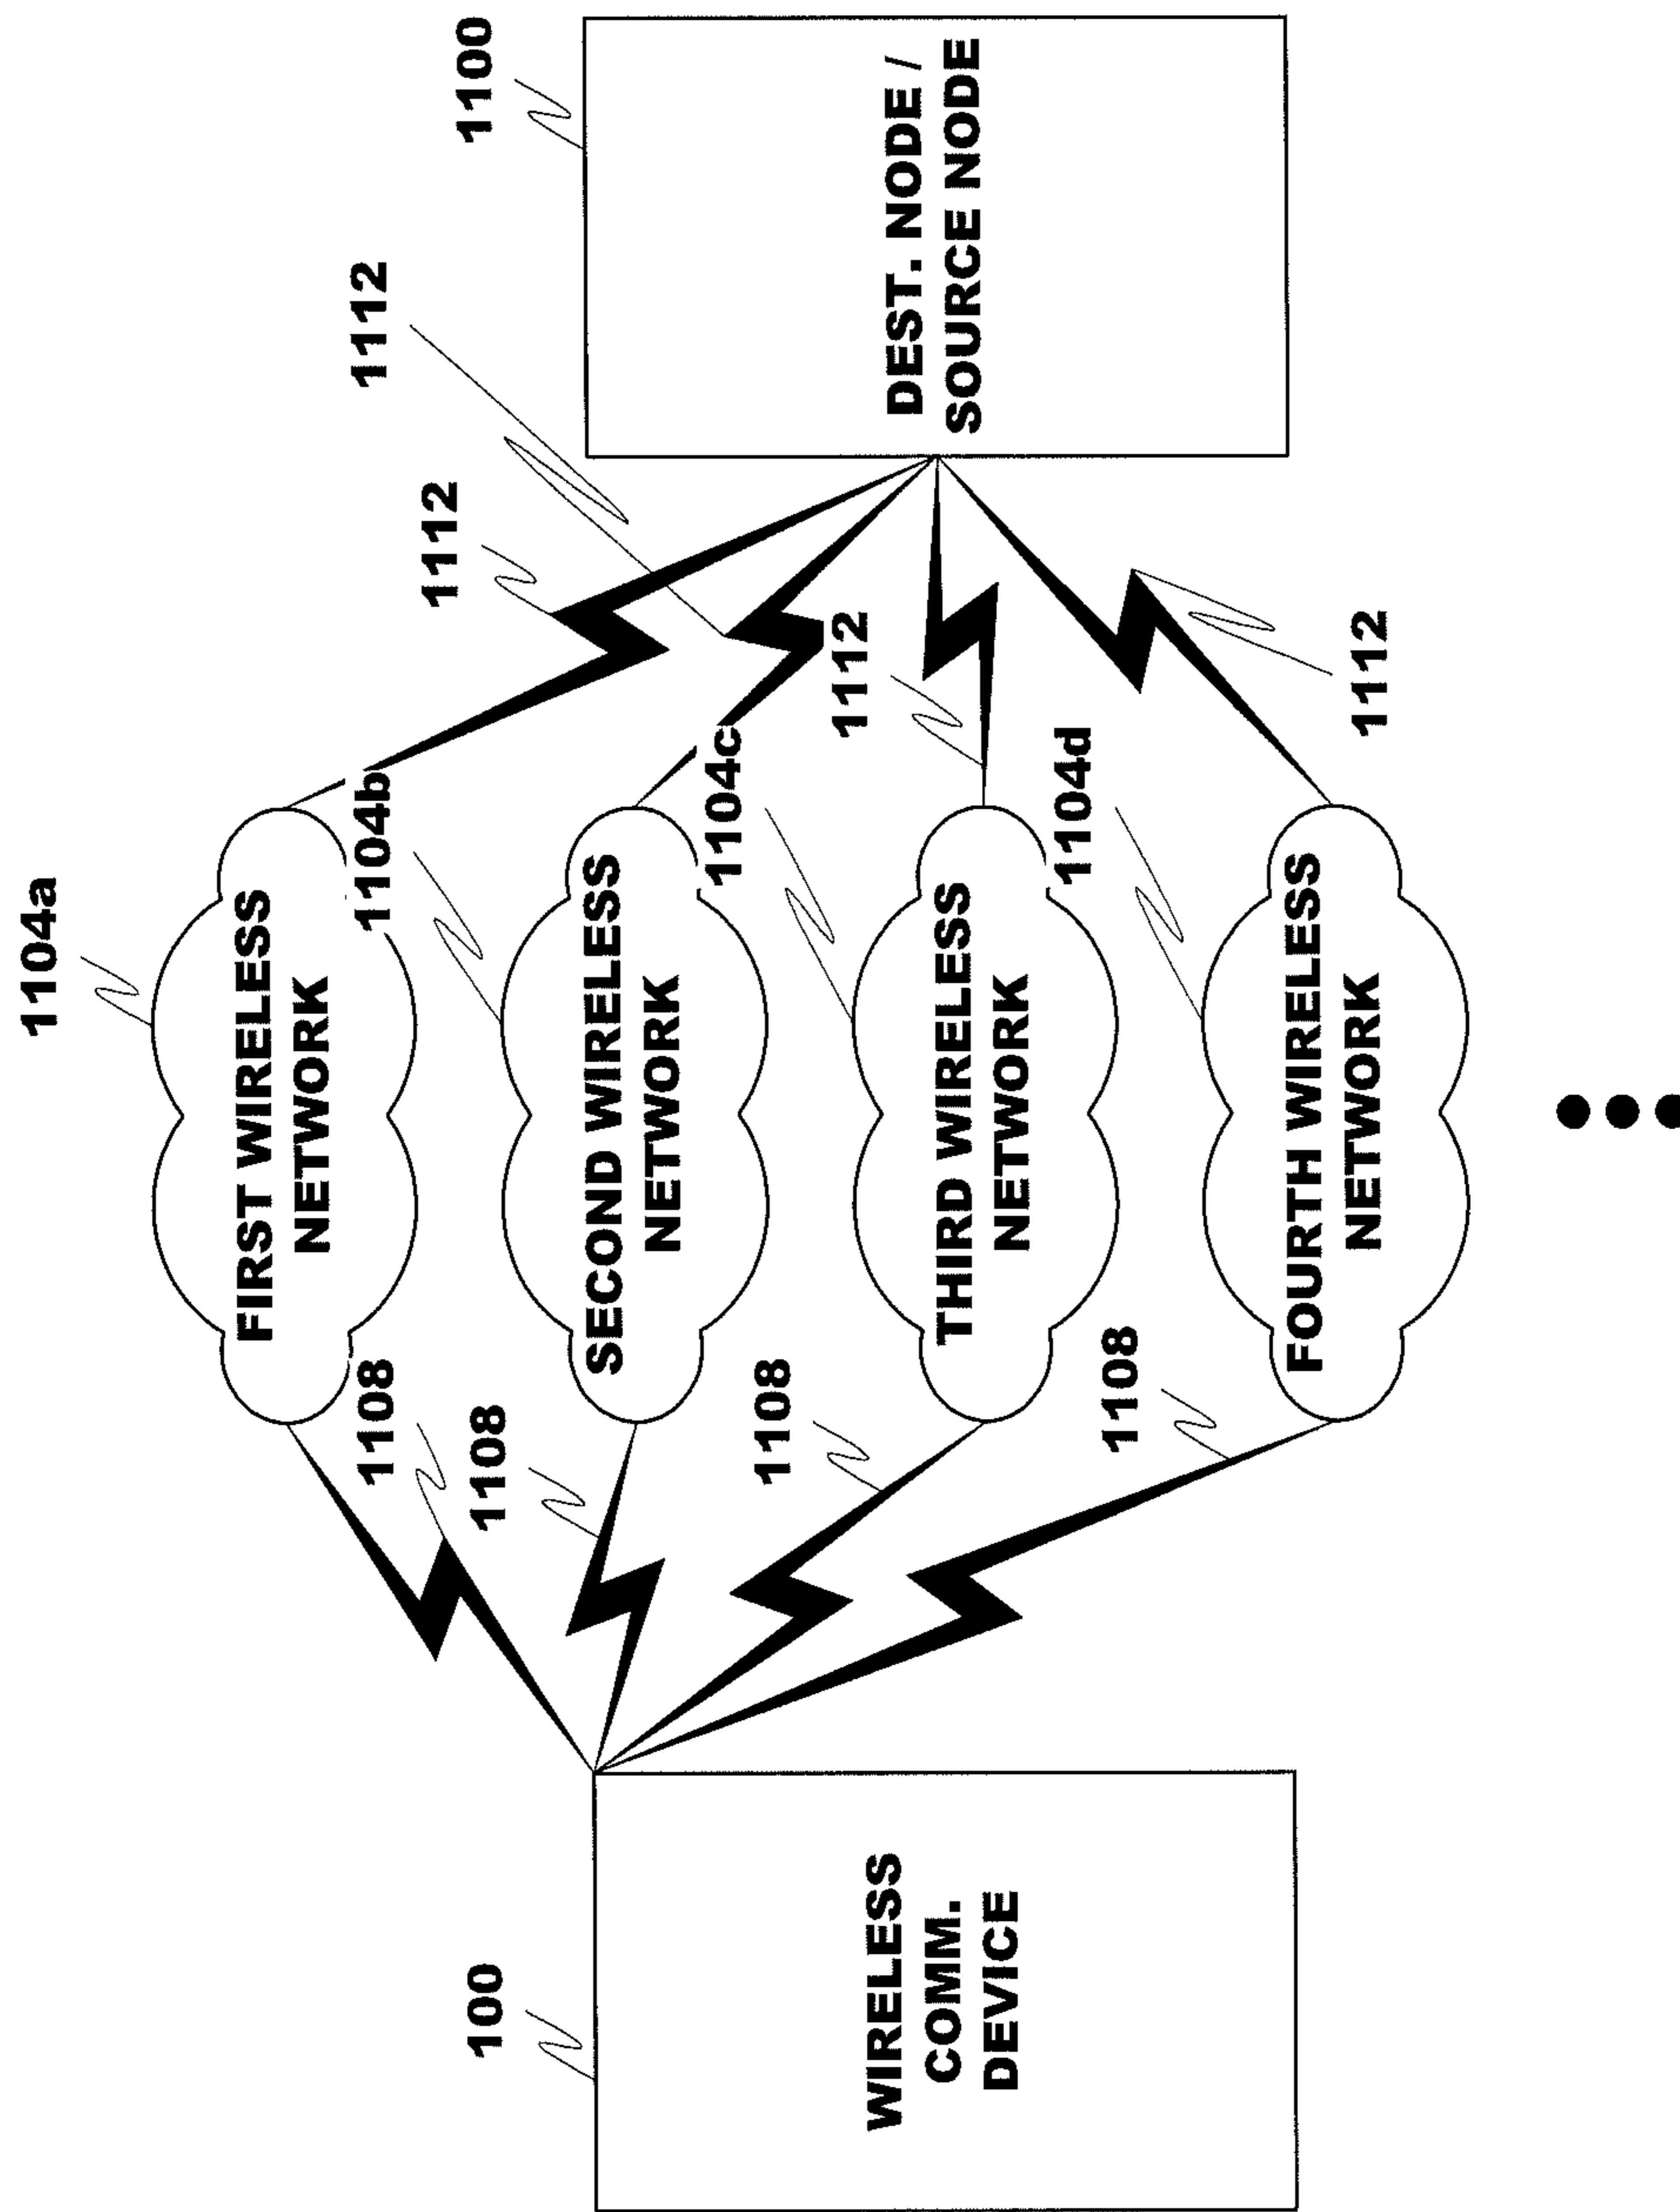 1104a
FIRST WIRELESS
NETWORK
1108
1104b
1112
1112
100
1108
1100
SECOND WIRELESS
NETWORK
1104c
1108
1112
WIRELESS
COMM.
DEVICE
THIRD WIRELESS
NETWORK
DEST. NODE /
SOURCE NODE
1104d
1108
FOURTH WIRELESS
NETWORK
1112